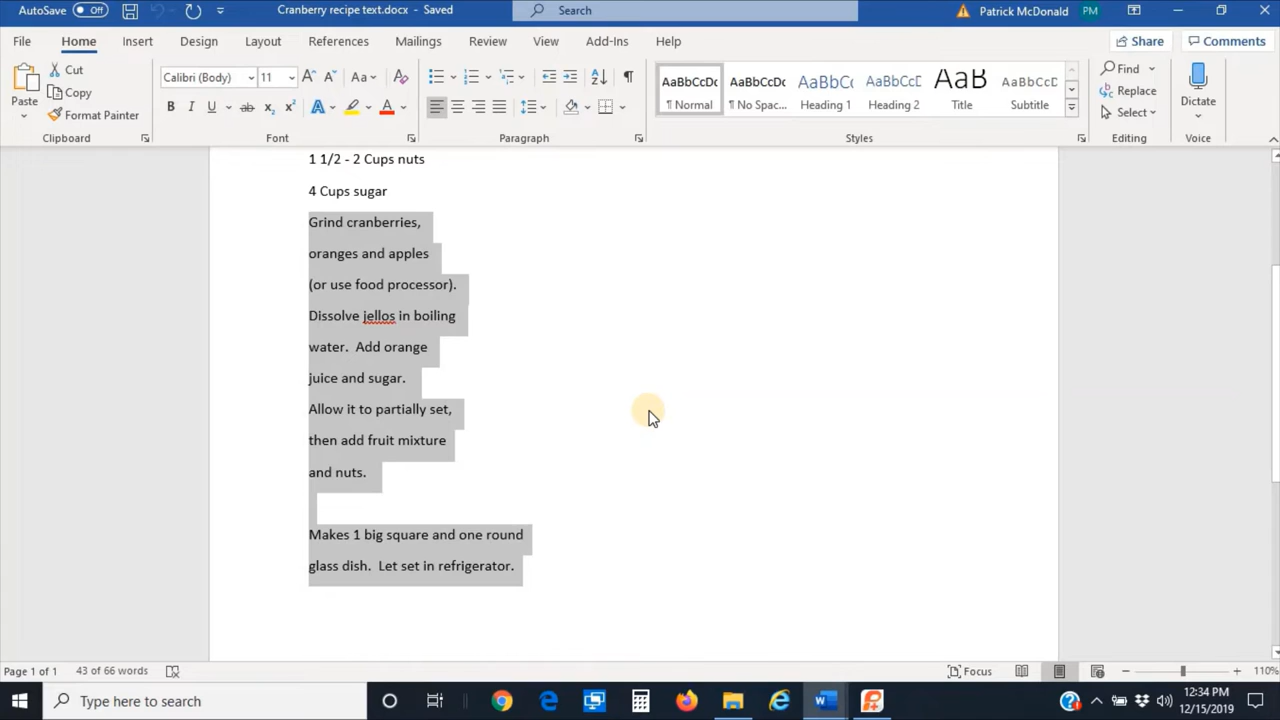 AutoSave Off Cranberry recipe text.docx - Saved Search Patrick McDonald PM
File Home Insert Design Layout References Mailings Review View Add-Ins Help Share Comments
Paste Cut Copy Format Painter
Calibri (Body) 11 A A Aa A
B I U ab x₂ x² A A
AaBbCcDc AaBbCcDc AaBbCc AaBbCcD AaB AaBbCcD
¶ Normal ¶ No Spac... Heading 1 Heading 2 Title Subtitle
Find Replace Select Dictate
Clipboard Font Paragraph Styles Editing Voice
1 1/2 - 2 Cups nuts
4 Cups sugar
Grind cranberries,
oranges and apples
(or use food processor).
Dissolve jellos in boiling
water.  Add orange
juice and sugar.
Allow it to partially set,
then add fruit mixture
and nuts.
Makes 1 big square and one round
glass dish.  Let set in refrigerator.
Page 1 of 1 43 of 66 words Focus 110%
Type here to search 12:34 PM
12/15/2019